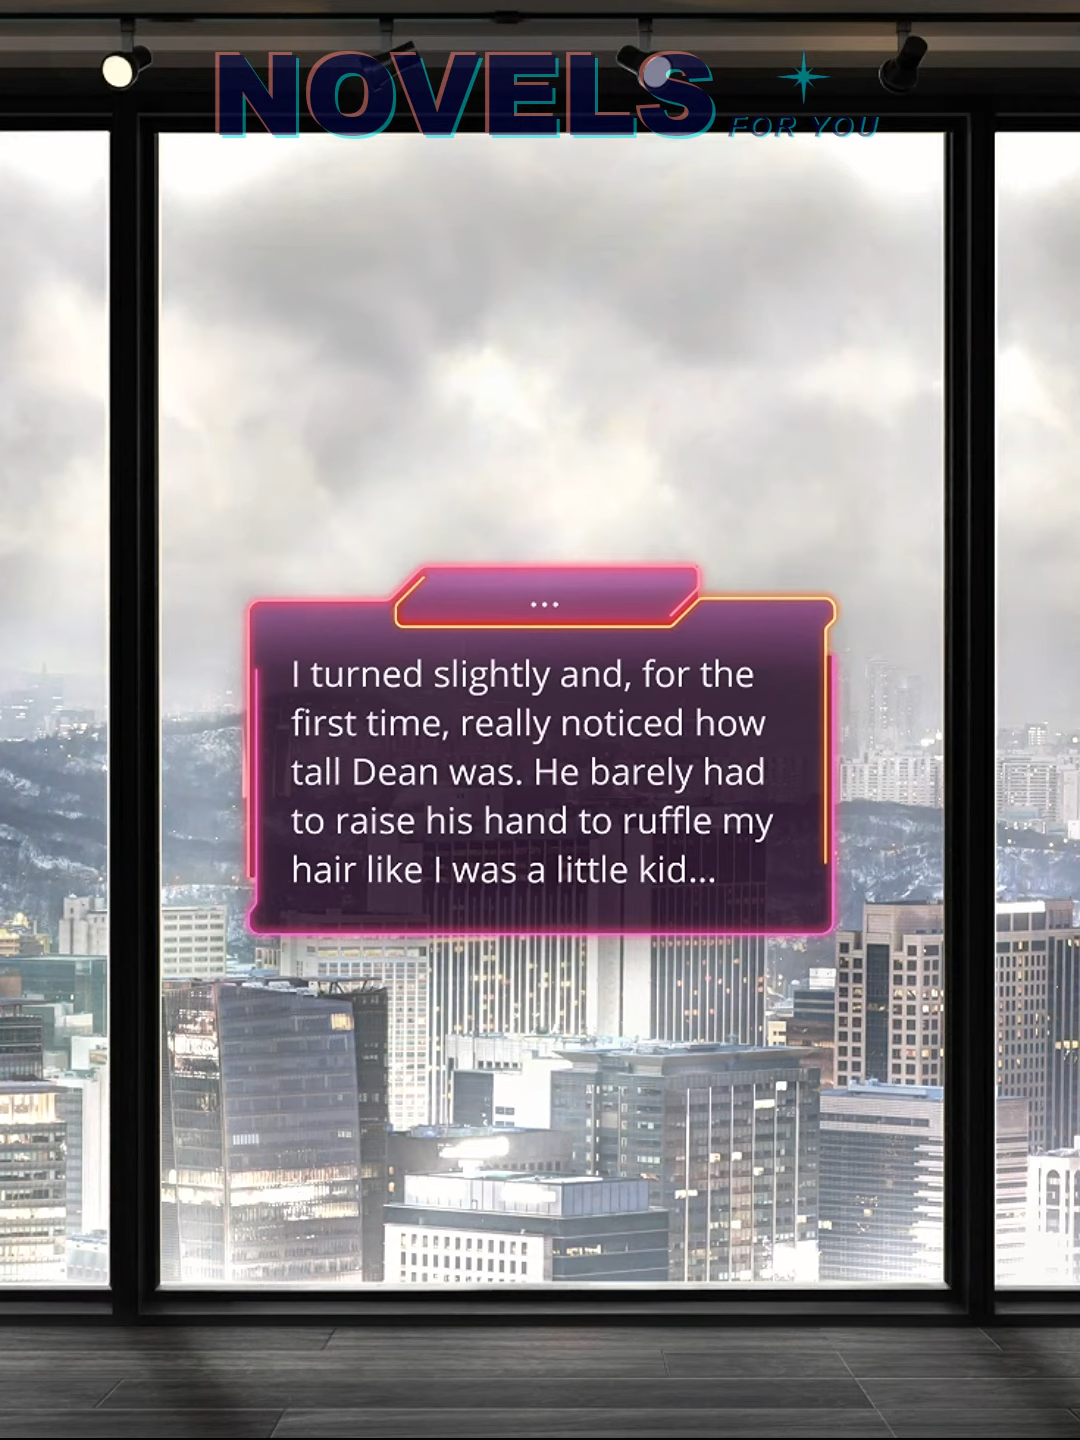 NOVELS
FOR YOU
...
I turned slightly and, for the
first time, really noticed how
tall Dean was. He barely had
to raise his hand to ruffle my
hair like I was a little kid...